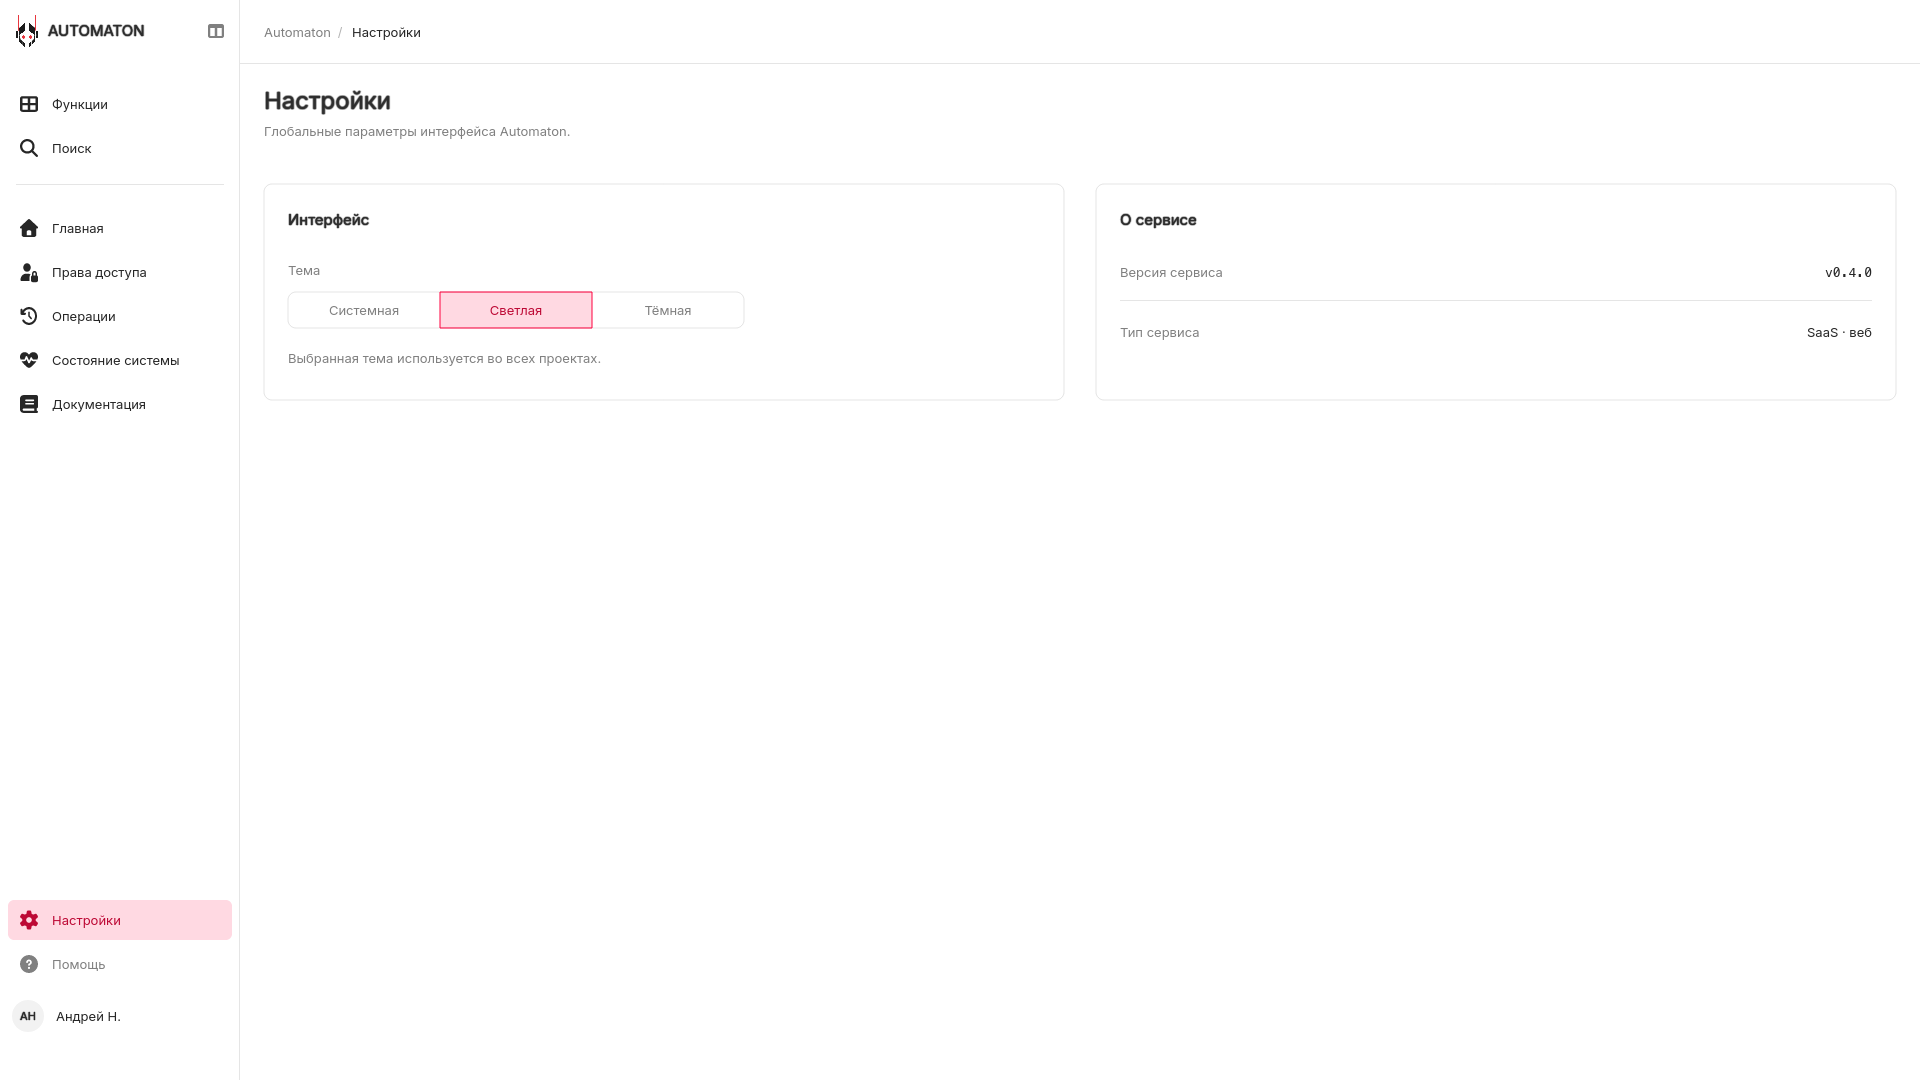 AUTOMATON
Функции
Поиск
Главная
Права доступа
Операции
Состояние системы
Документация
Настройки
Помощь
АН
Андрей Н.
Automaton / Настройки
Настройки
Глобальные параметры интерфейса Automaton.
Интерфейс
Тема
Системная
Светлая
Тёмная
Выбранная тема используется во всех проектах.
О сервисе
Версия сервиса
v0.4.0
Тип сервиса
SaaS · веб